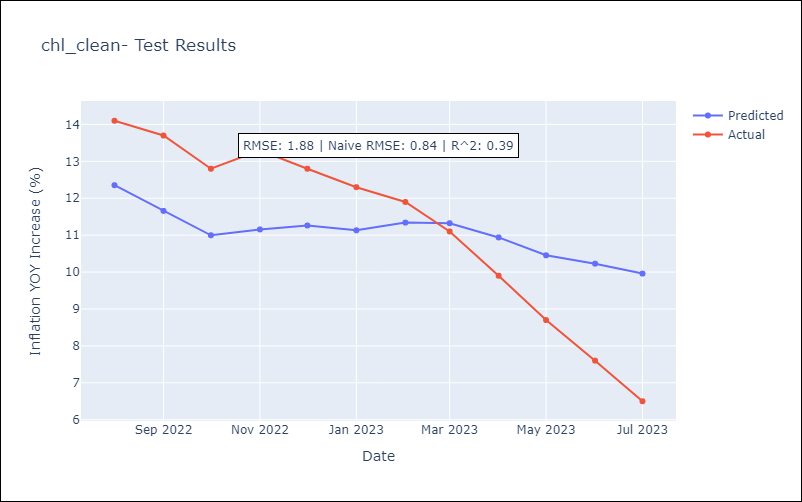 chl_clean- Test Results
Predicted
Actual
RMSE: 1.88 | Naive RMSE: 0.84 | R^2: 0.39
Inflation YOY Increase (%)
14
13
12
11
10
9
8
7
6
Sep 2022
Nov 2022
Jan 2023
Mar 2023
May 2023
Jul 2023
Date